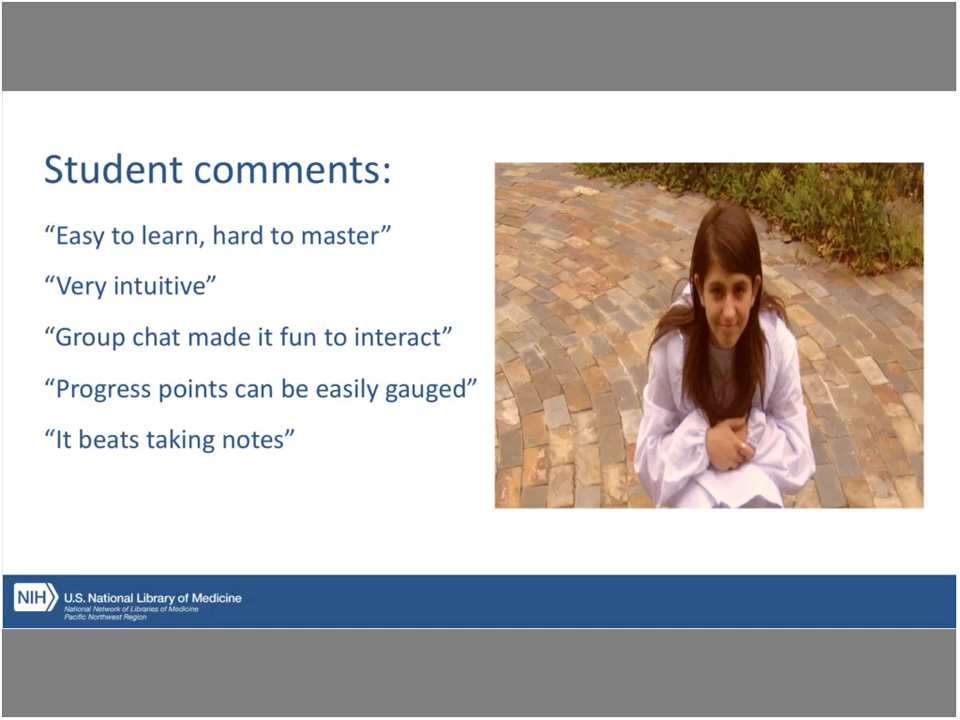 Student comments:
“Easy to learn, hard to master”
“Very intuitive”
“Group chat made it fun to interact”
“Progress points can be easily gauged”
“It beats taking notes”
NIH
U.S. National Library of Medicine
National Network of Libraries of Medicine
Pacific Northwest Region